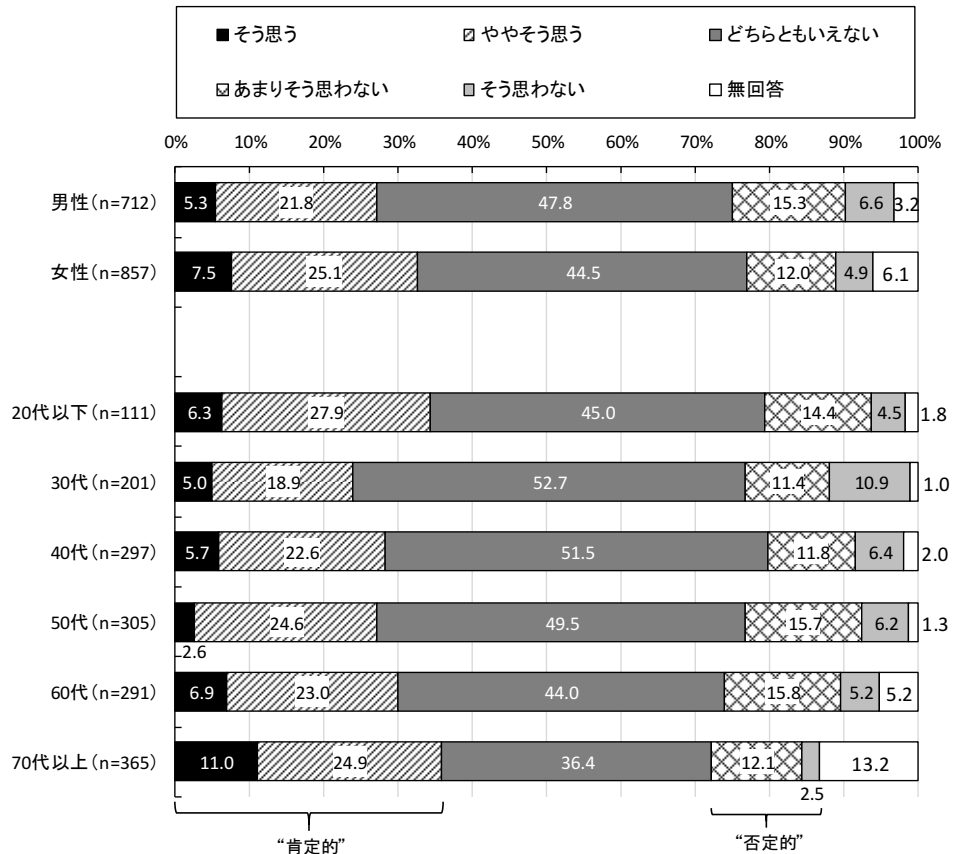 そう思う ややそう思う どちらともいえない
あまりそう思わない そう思わない 無回答
0% 10% 20% 30% 40% 50% 60% 70% 80% 90% 100%
男性(n=712) 5.3 21.8 47.8 15.3 6.6 3.2
女性(n=857) 7.5 25.1 44.5 12.0 4.9 6.1
20代以下(n=111) 6.3 27.9 45.0 14.4 4.5 1.8
30代(n=201) 5.0 18.9 52.7 11.4 10.9 1.0
40代(n=297) 5.7 22.6 51.5 11.8 6.4 2.0
50代(n=305) 24.6 49.5 15.7 6.2 1.3
2.6
60代(n=291) 6.9 23.0 44.0 15.8 5.2 5.2
70代以上(n=365) 11.0 24.9 36.4 12.1 13.2
2.5
“肯定的” “否定的”